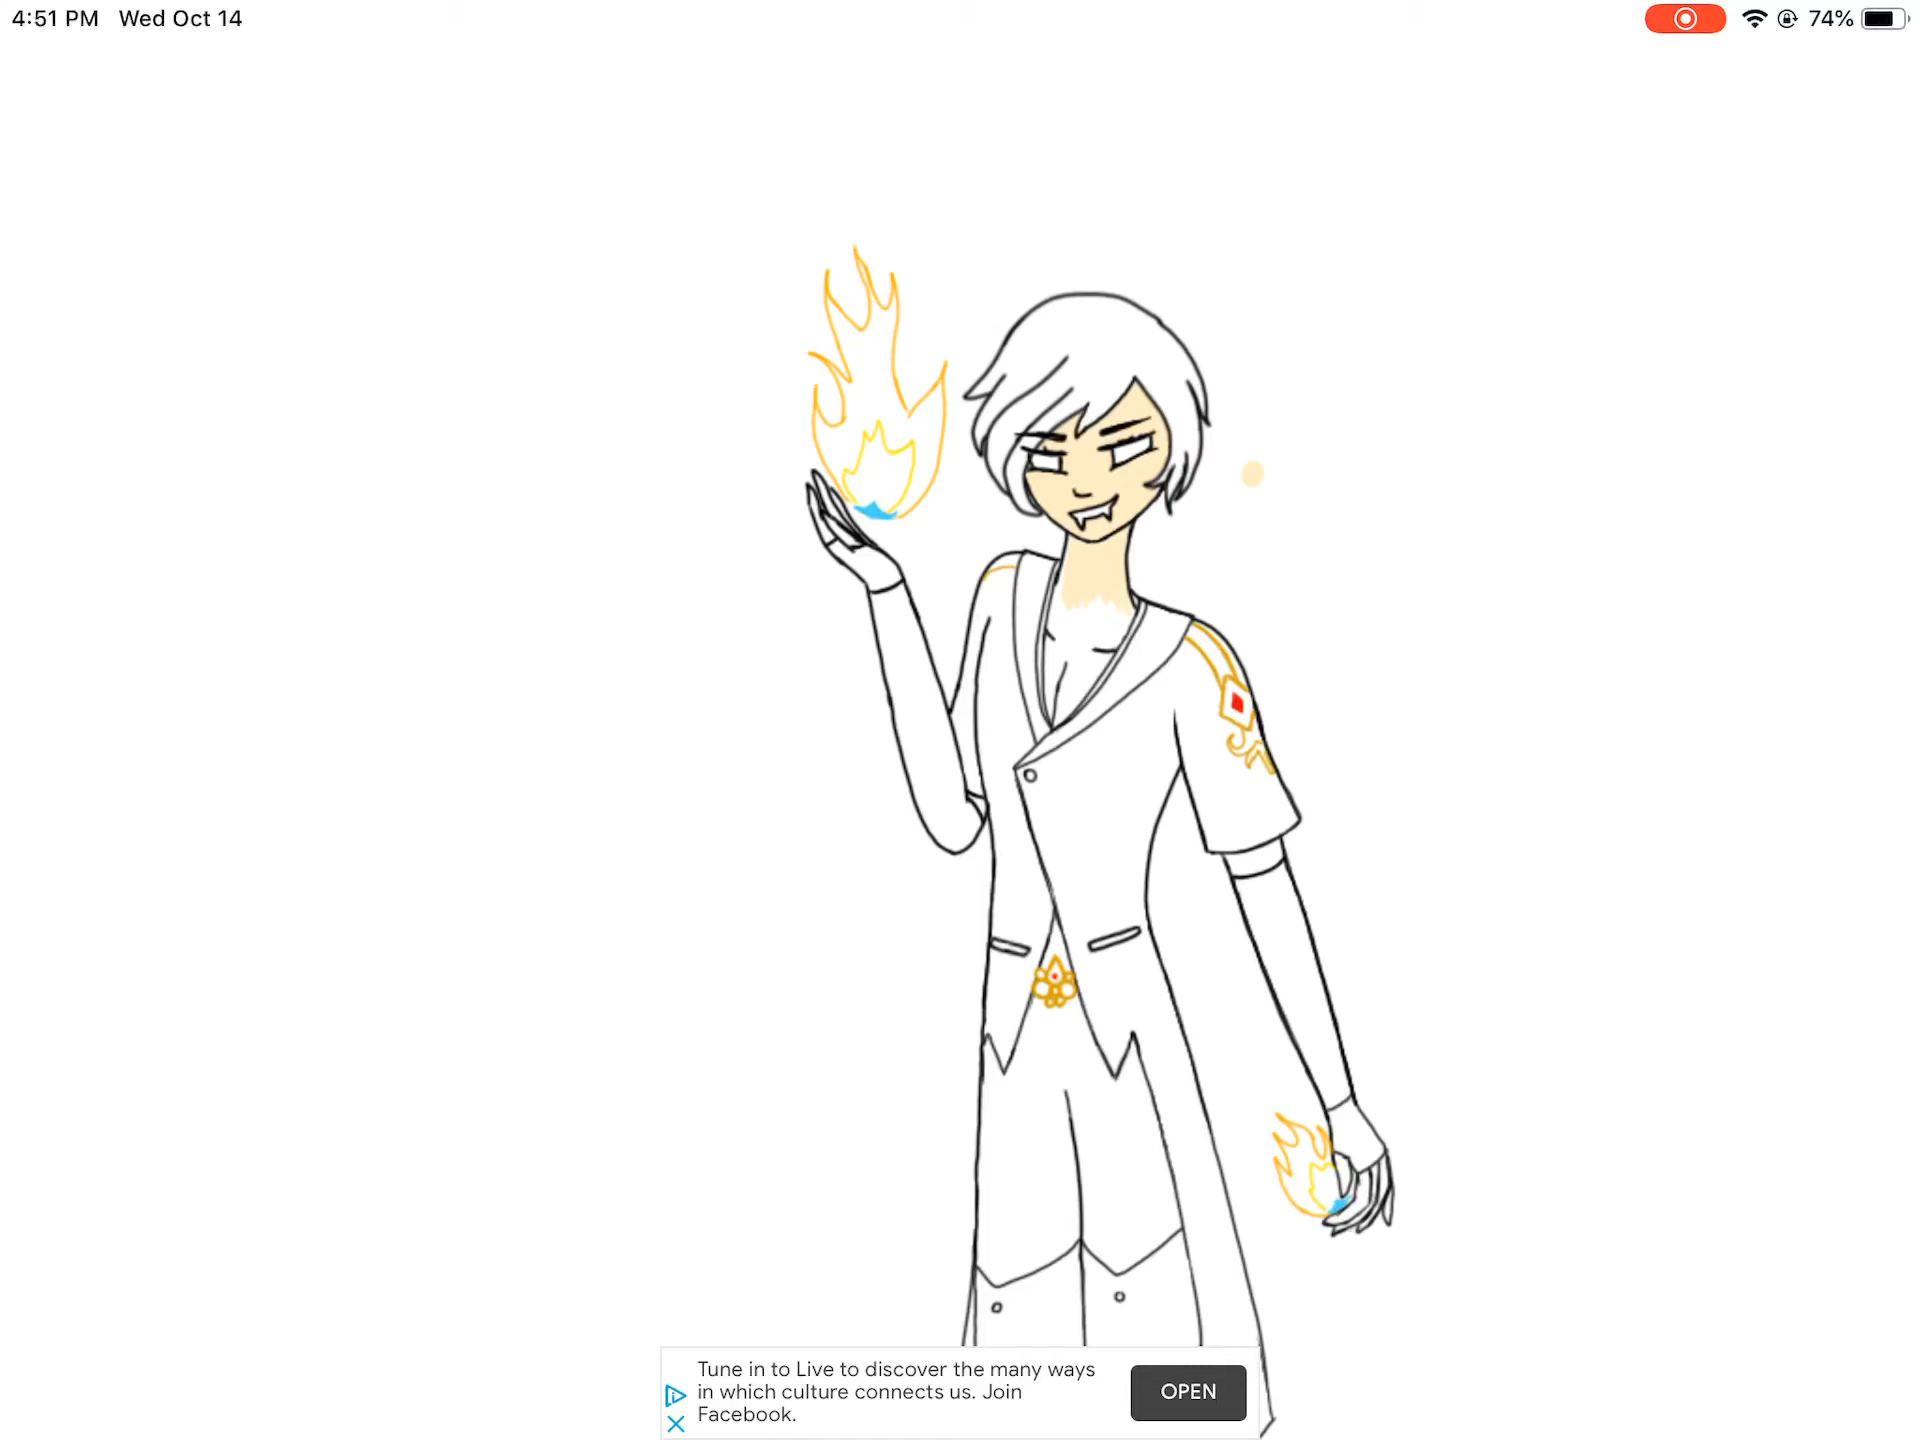 4:51 PM Wed Oct 14
74%
Tune in to Live to discover the many ways
in which culture connects us. Join
Facebook.
OPEN